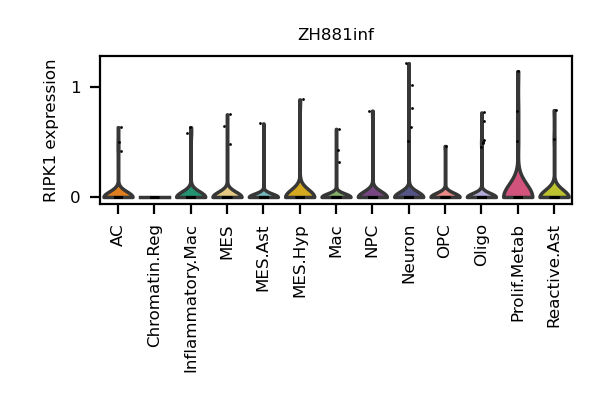 ZH881inf
RIPK1 expression
1
0
AC
Chromatin.Reg
Inflammatory.Mac
MES
MES.Ast
MES.Hyp
Mac
NPC
Neuron
OPC
Oligo
Prolif.Metab
Reactive.Ast